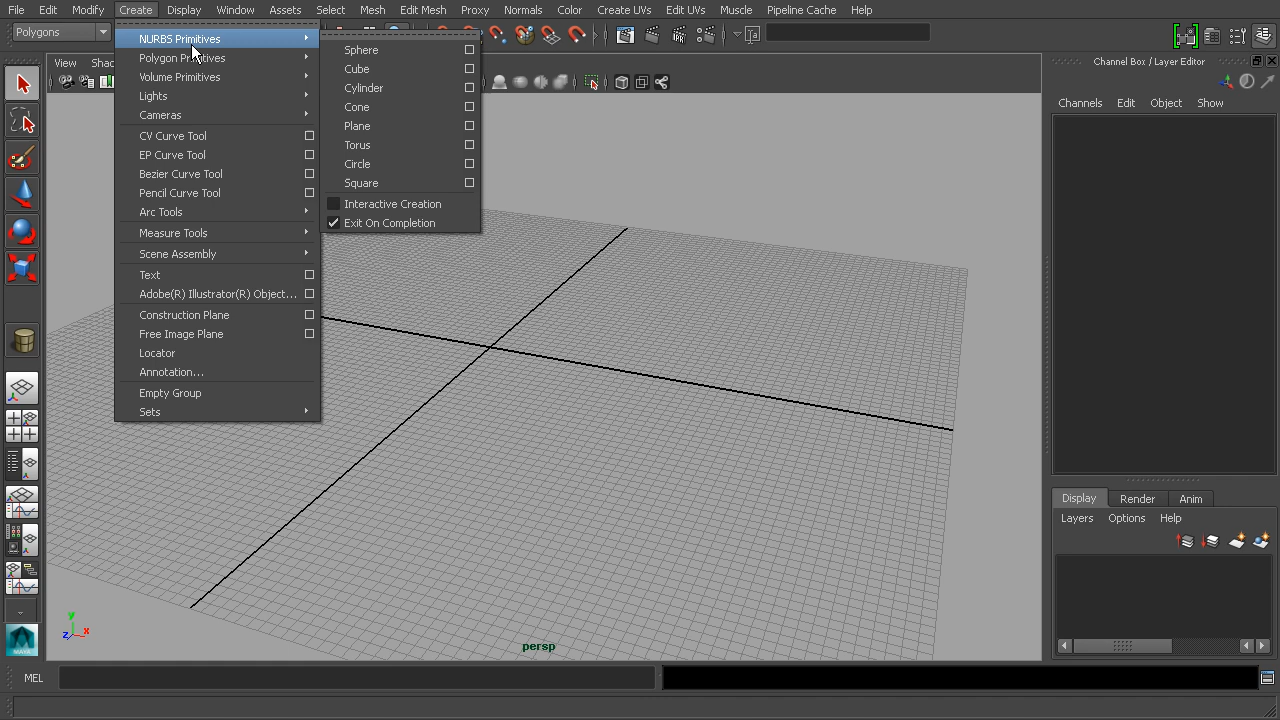 File Edit Modify Create Display Window Assets Select Mesh Edit Mesh Proxy Normals Color Create UVs Edit UVs Muscle Pipeline Cache Help
Polygons
NURBS Primitives
Polygon Primitives
Volume Primitives
Lights
Cameras
CV Curve Tool
EP Curve Tool
Bezier Curve Tool
Pencil Curve Tool
Arc Tools
Measure Tools
Scene Assembly
Text
Adobe(R) Illustrator(R) Object...
Construction Plane
Free Image Plane
Locator
Annotation...
Empty Group
Sets
Sphere
Cube
Cylinder
Cone
Plane
Torus
Circle
Square
Interactive Creation
Exit On Completion
View Shac
Channel Box / Layer Editor
Channels Edit Object Show
Display Render Anim
Layers Options Help
y
z x
persp
MEL